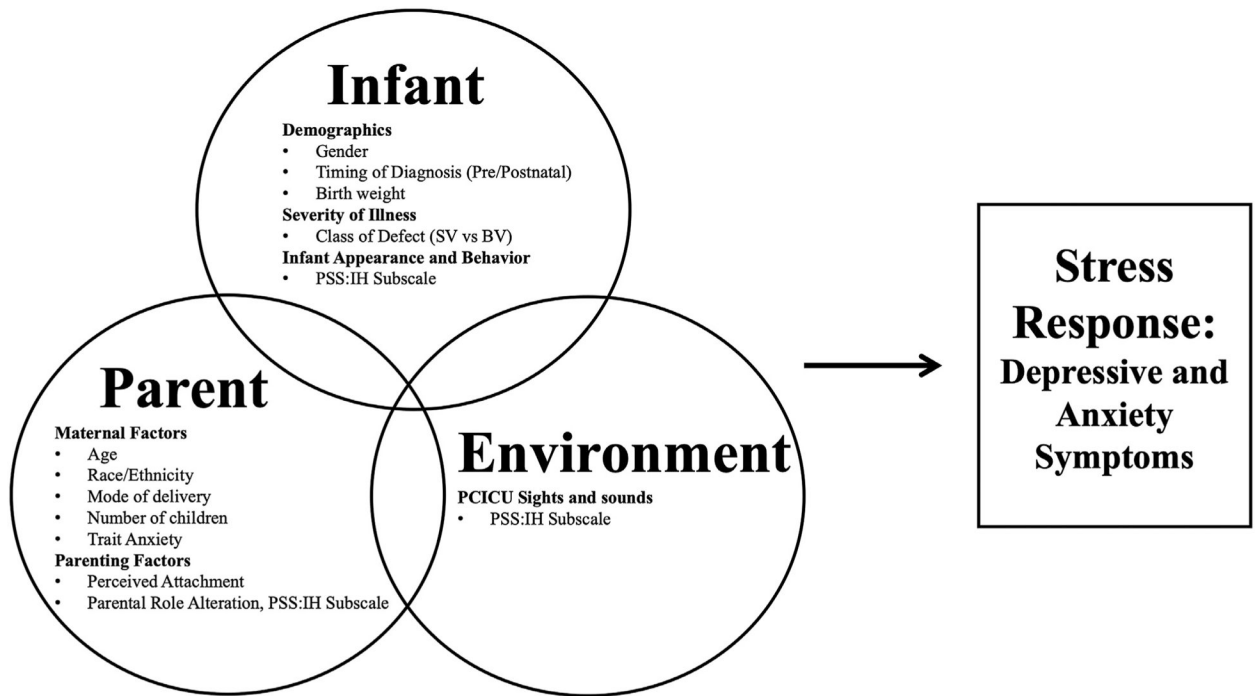 Infant
Demographics
• Gender
• Timing of Diagnosis (Pre/Postnatal)
• Birth weight
Severity of Illness
• Class of Defect (SV vs BV)
Infant Appearance and Behavior
• PSS:IH Subscale
Parent
Maternal Factors
• Age
• Race/Ethnicity
• Mode of delivery
• Number of children
• Trait Anxiety
Parenting Factors
• Perceived Attachment
• Parental Role Alteration, PSS:IH Subscale
Environment
PCICU Sights and sounds
• PSS:IH Subscale
Stress
Response:
Depressive and
Anxiety
Symptoms